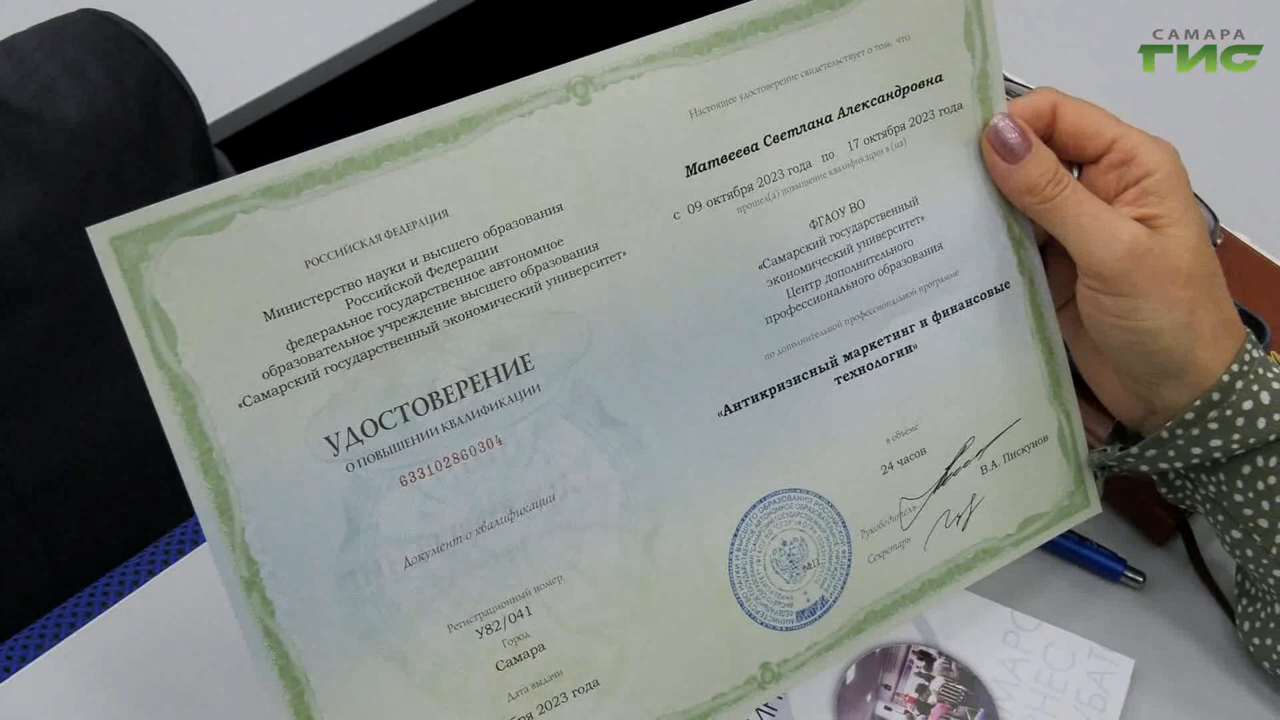 САМАРА
ГИС
РОССИЙСКАЯ ФЕДЕРАЦИЯ
Министерство науки и высшего образования
Российской Федерации
федеральное государственное автономное
образовательное учреждение высшего образования
«Самарский государственный экономический университет»
УДОСТОВЕРЕНИЕ
О ПОВЫШЕНИИ КВАЛИФИКАЦИИ
633102860304
Документ о квалификации
Регистрационный номер
У82/041
Город
Самара
Дата выдачи
2023 года
Настоящее удостоверение свидетельствует о том, что
Матвеева Светлана Александровна
с 09 октября 2023 года по 17 октября 2023 года
прошел(а) повышение квалификации в (на)
ФГАОУ ВО
«Самарский государственный
экономический университет»
Центр дополнительного
профессионального образования
по дополнительной профессиональной программе
«Антикризисный маркетинг и финансовые
технологии»
в объёме
24 часов
Руководитель
В.А. Пискунов
Секретарь